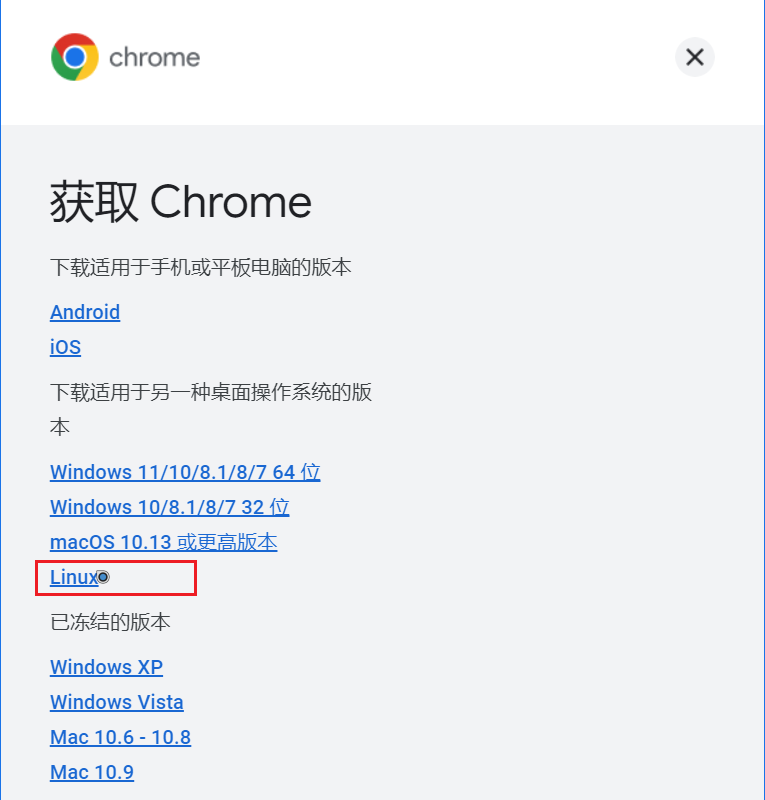 chrome
获取 Chrome
下载适用于手机或平板电脑的版本
Android
iOS
下载适用于另一种桌面操作系统的版
本
Windows 11/10/8.1/8/7 64 位
Windows 10/8.1/8/7 32 位
macOS 10.13 或更高版本
Linux
已冻结的版本
Windows XP
Windows Vista
Mac 10.6 - 10.8
Mac 10.9